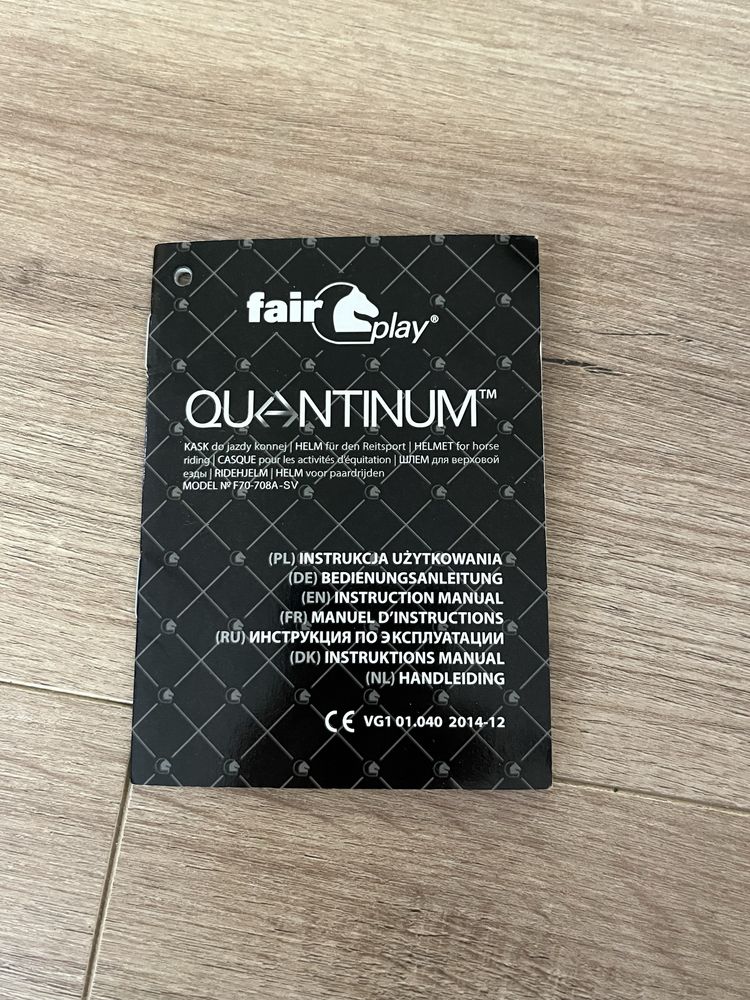 fair play®
QUANTINUM™
KASK do jazdy konnej | HELM für den Reitsport | HELMET for horse
riding | CASQUE pour les activités d'équitation | ШЛЕМ для верховой
езды | RIDEHJELM | HELM voor paardrijden
MODEL № F70-708A-SV
(PL) INSTRUKCJA UŻYTKOWANIA
(DE) BEDIENUNGSANLEITUNG
(EN) INSTRUCTION MANUAL
(FR) MANUEL D'INSTRUCTIONS
(RU) ИНСТРУКЦИЯ ПО ЭКСПЛУАТАЦИИ
(DK) INSTRUKTIONS MANUAL
(NL) HANDLEIDING
CE VG1 01.040 2014-12